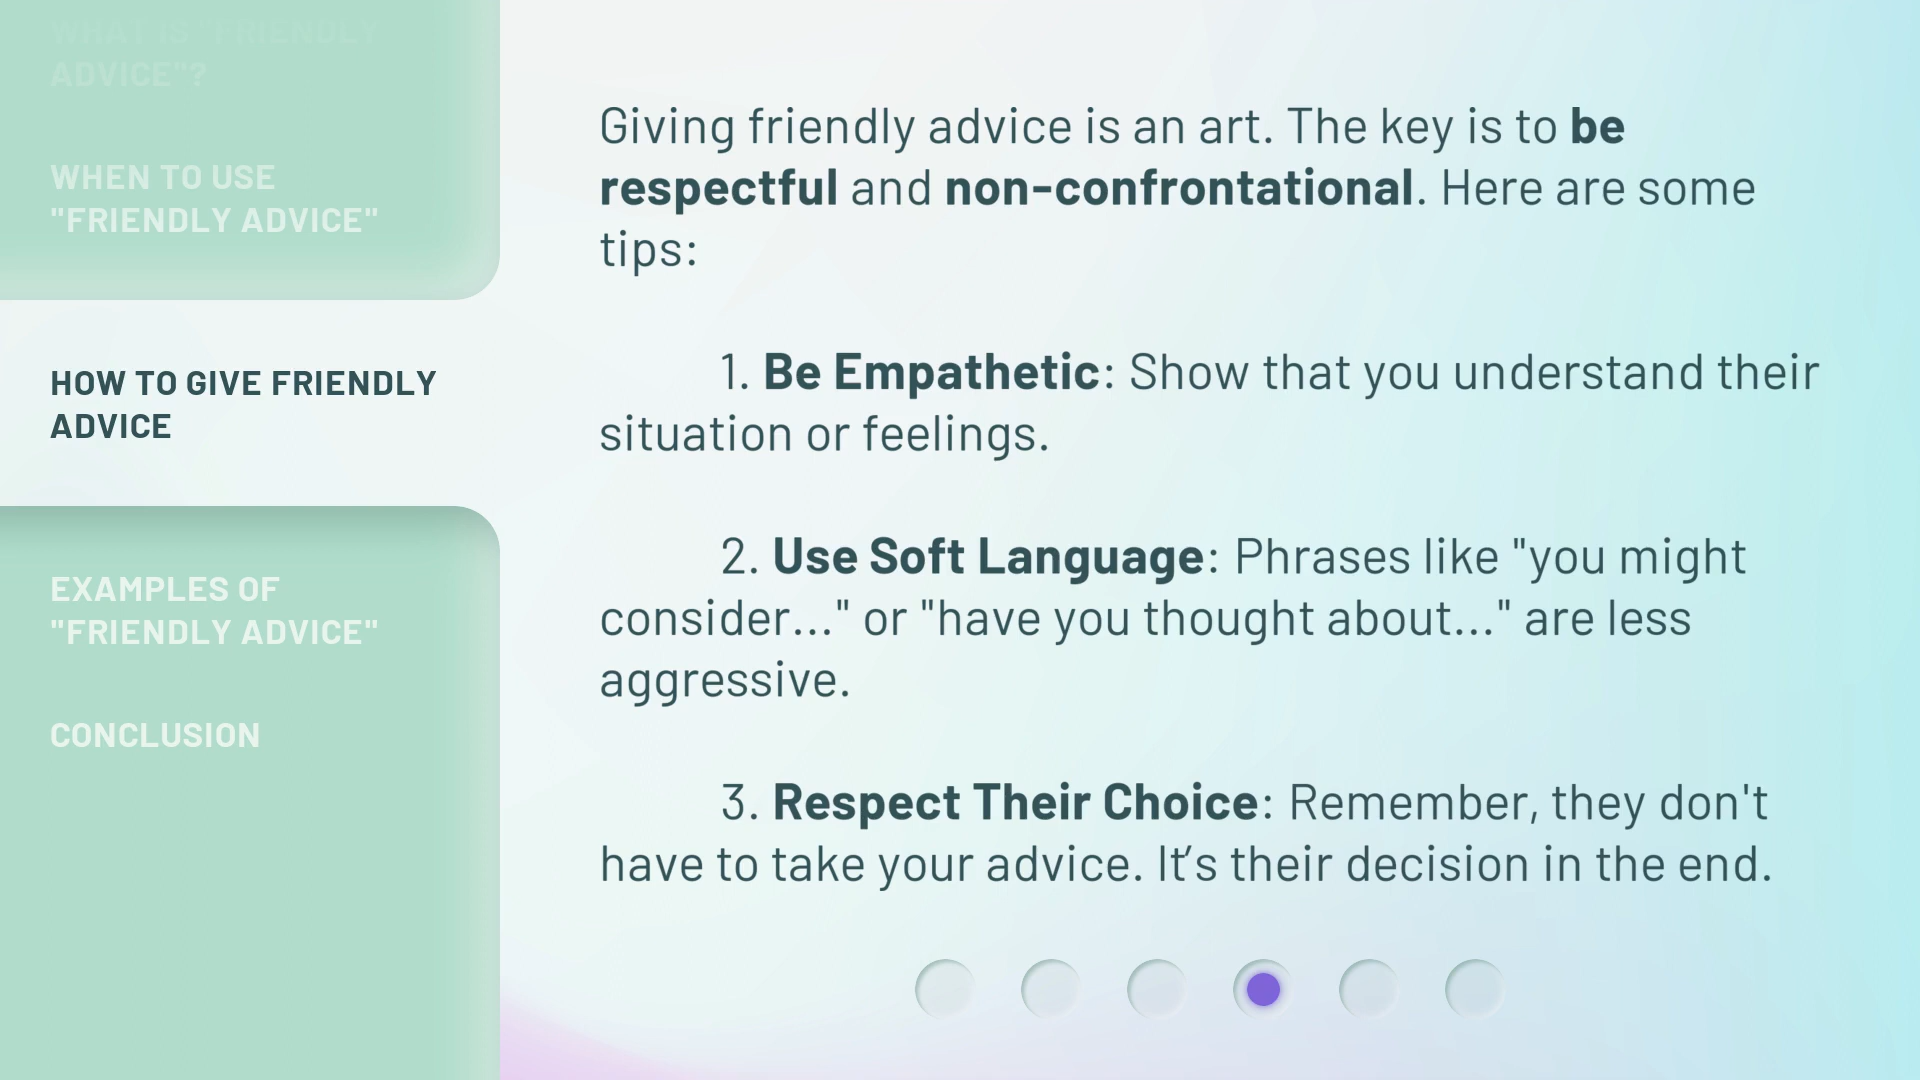 WHAT IS "FRIENDLY
ADVICE"?
WHEN TO USE
"FRIENDLY ADVICE"
HOW TO GIVE FRIENDLY
ADVICE
EXAMPLES OF
"FRIENDLY ADVICE"
CONCLUSION
Giving friendly advice is an art. The key is to be
respectful and non-confrontational. Here are some
tips:
1. Be Empathetic: Show that you understand their
situation or feelings.
2. Use Soft Language: Phrases like "you might
consider..." or "have you thought about..." are less
aggressive.
3. Respect Their Choice: Remember, they don't
have to take your advice. It’s their decision in the end.